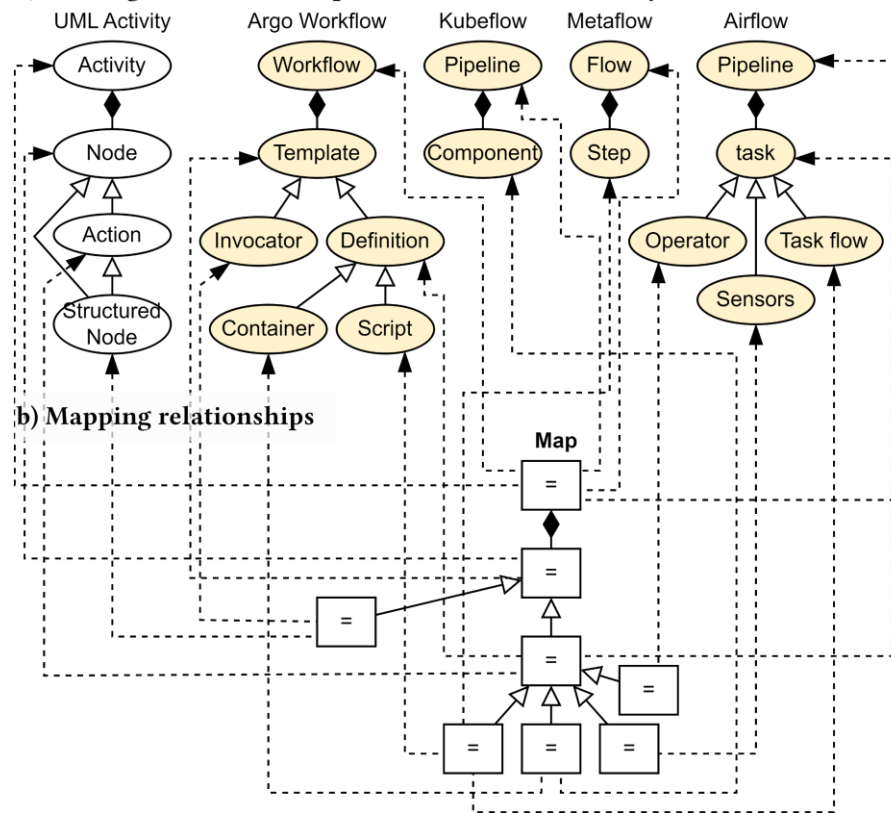 UML Activity Argo Workflow Kubeflow Metaflow Airflow
Activity Workflow Pipeline Flow Pipeline
Node Template Component Step task
Action Invocator Definition Operator Task flow
Structured
Node
Container Script Sensors
b) Mapping relationships
Map
=
=
=
=
=
= = =